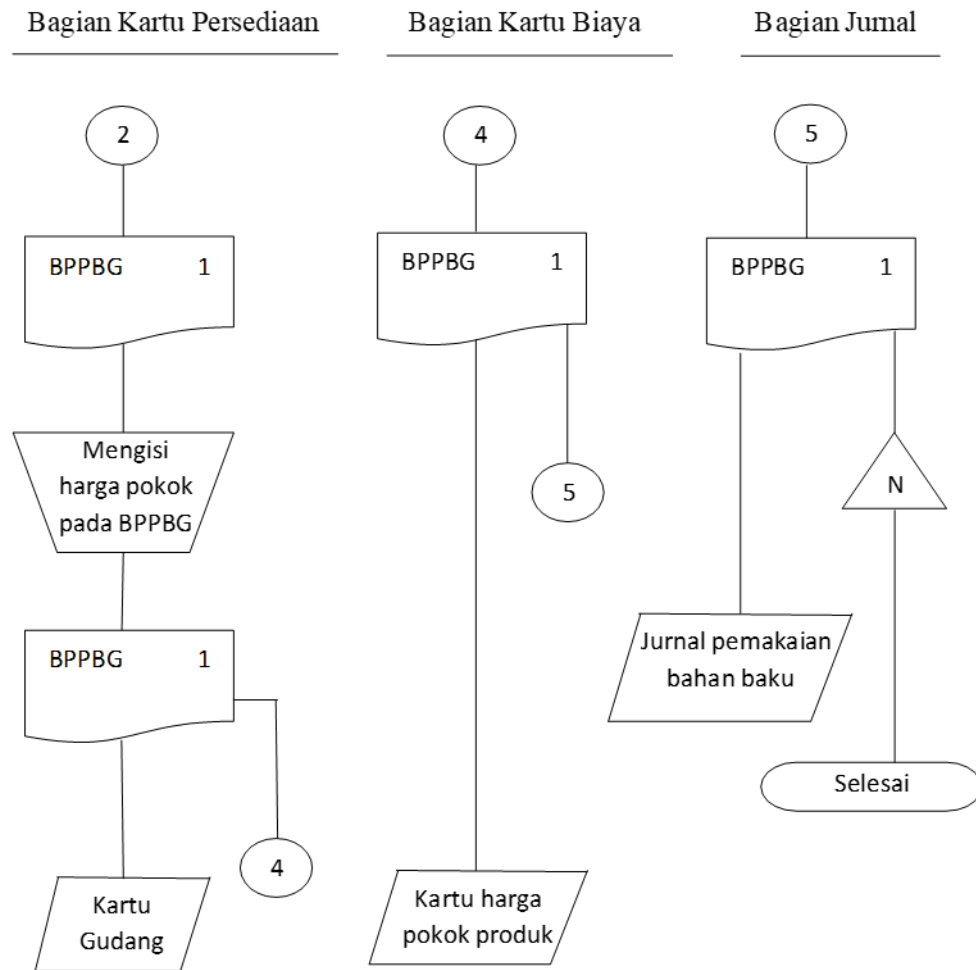 Bagian Kartu Persediaan
2
BPPBG 1
Mengisi
harga pokok
pada BPPBG
BPPBG 1
4
Kartu
Gudang
Bagian Kartu Biaya
4
BPPBG 1
5
Kartu harga
pokok produk
Bagian Jurnal
5
BPPBG 1
N
Jurnal pemakaian
bahan baku
Selesai